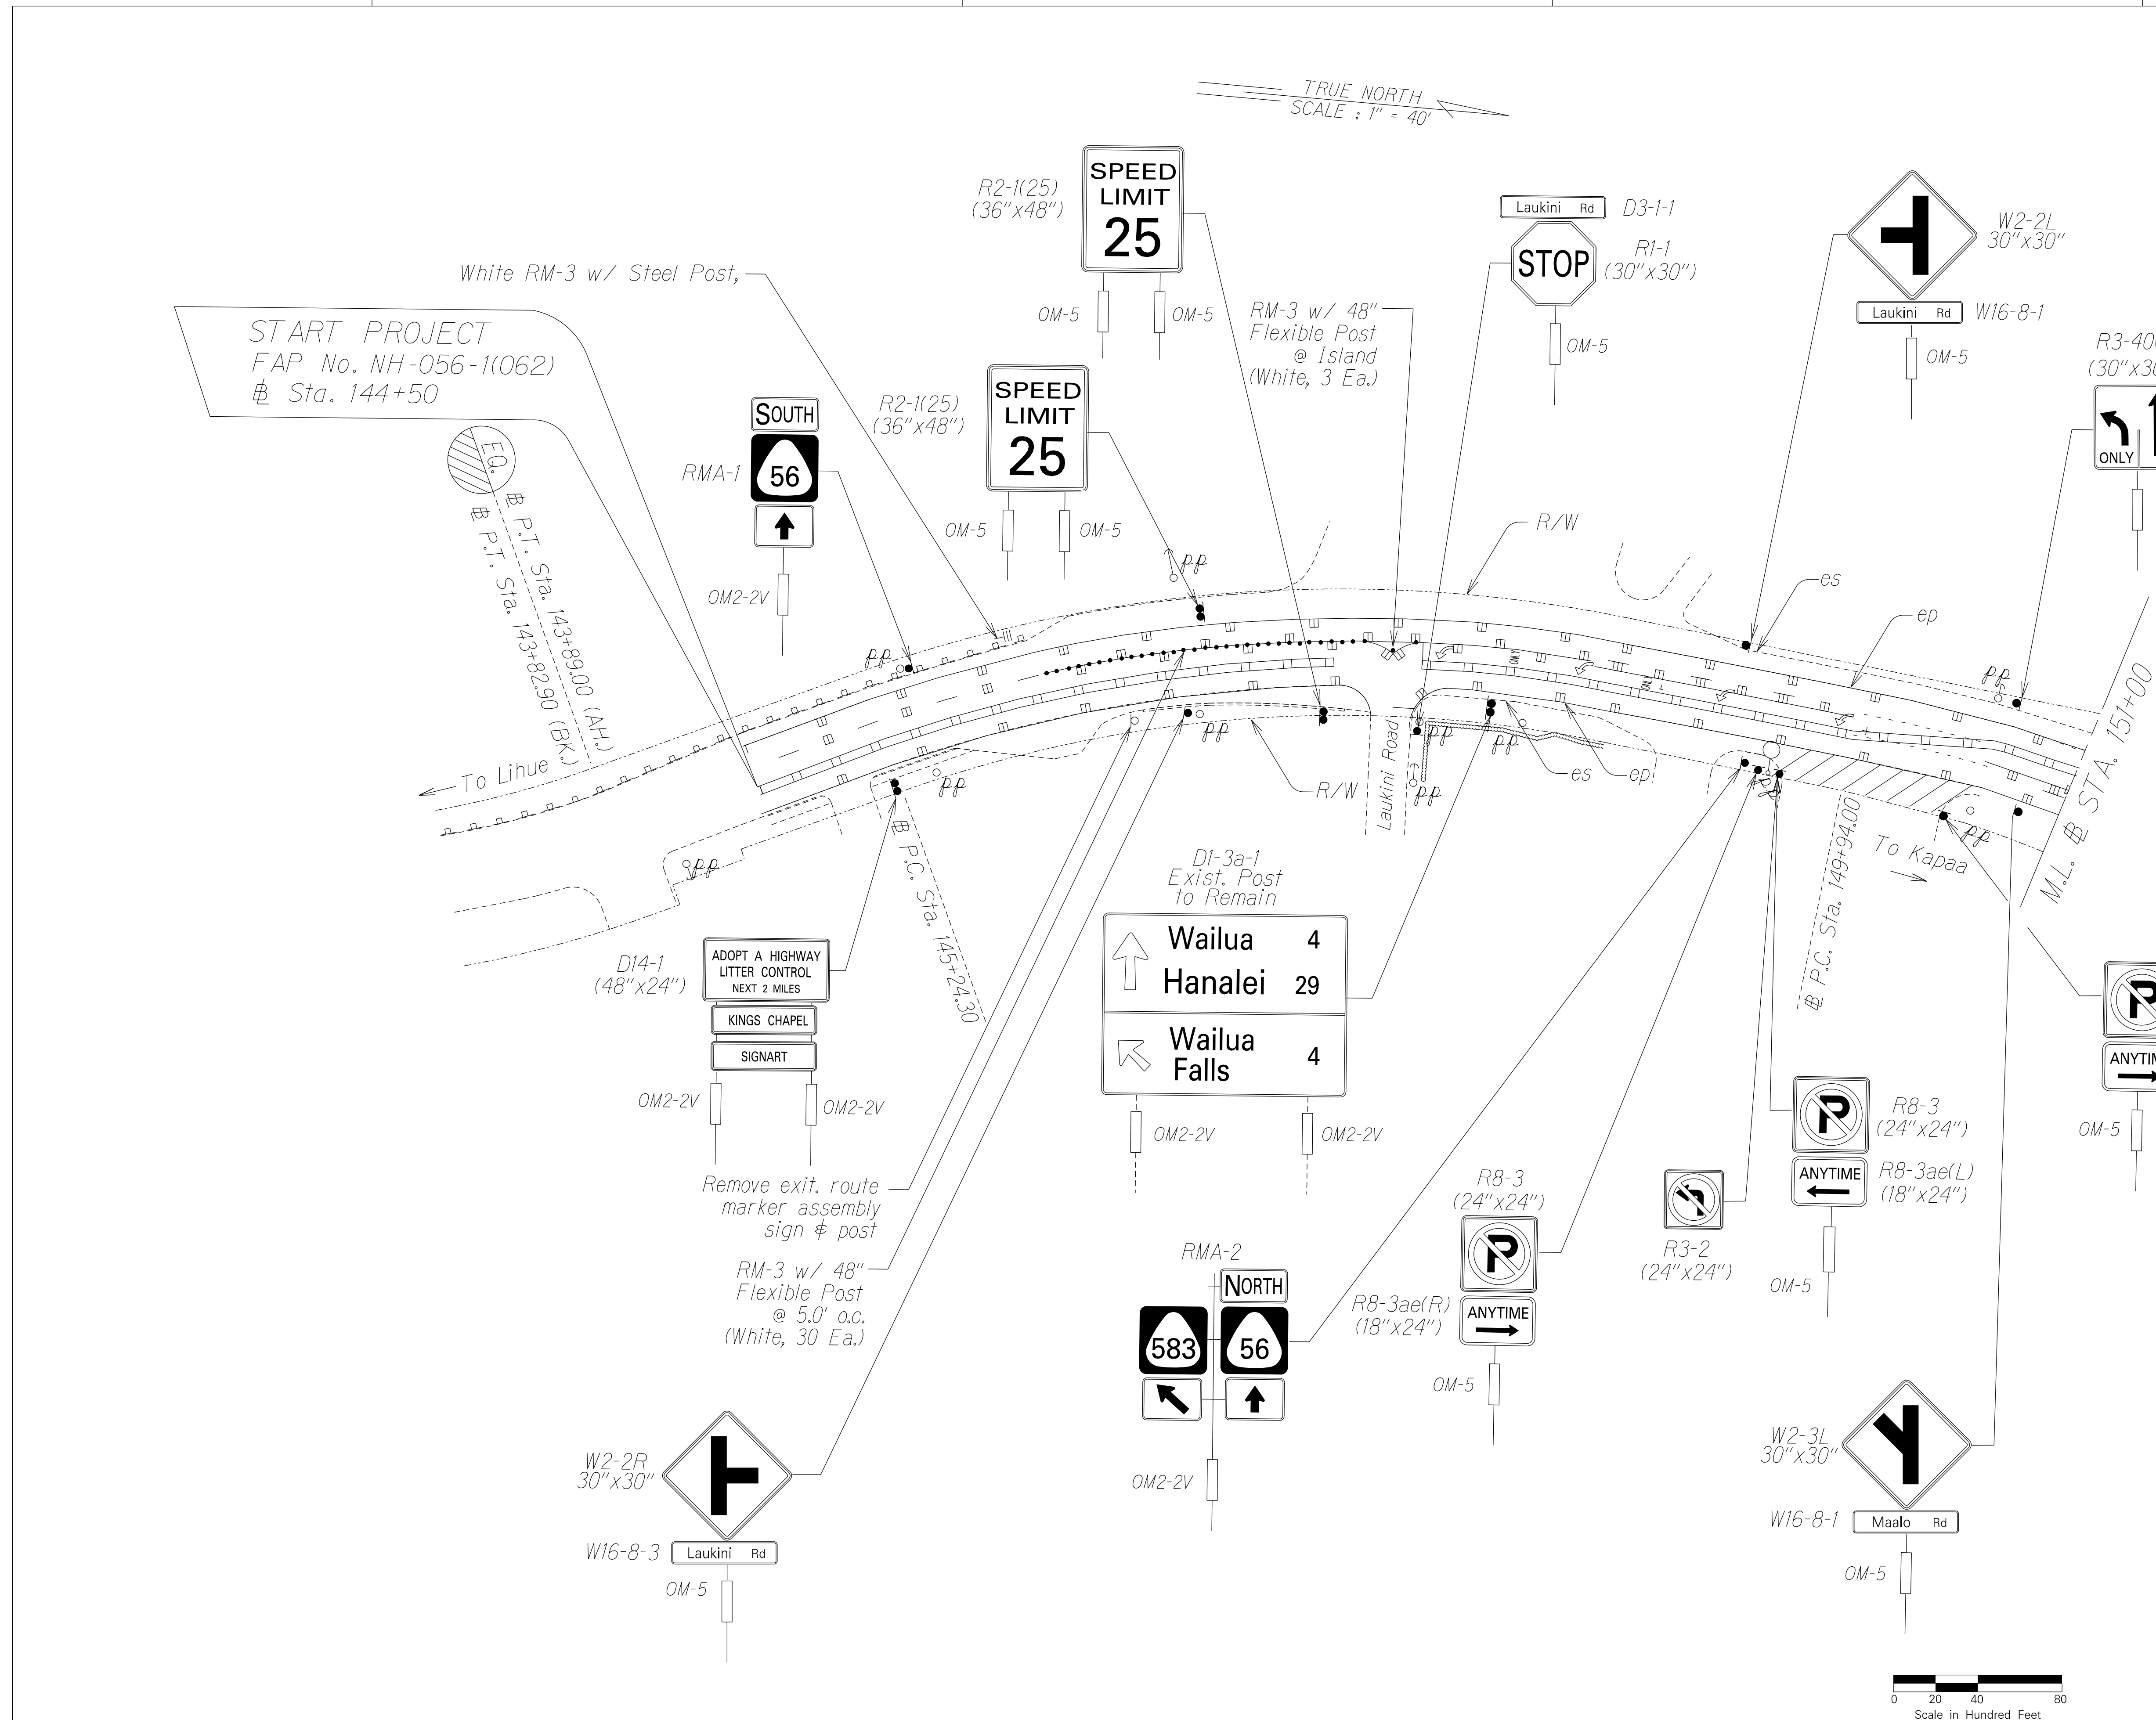 TRUE NORTH
SCALE : 1" = 40'
R2-1(25)
(36"x48")
SPEED
LIMIT
25
OM-5
OM-5
White RM-3 w/ Steel Post,
START PROJECT
FAP No. NH-056-1(062)
℄ Sta. 144+50
SOUTH
56
RMA-1
OM2-2V
R2-1(25)
(36"x48")
SPEED
LIMIT
25
OM-5
OM-5
RM-3 w/ 48"
Flexible Post
@ Island
(White, 3 Ea.)
Laukini Rd
D3-1-1
STOP
R1-1
(30"x30")
OM-5
W2-2L
30"x30"
Laukini Rd
W16-8-1
OM-5
(30"x
ONLY
EQ.
℄ P.T. Sta. 143+89.00 (AH.)
℄ P.T. Sta. 143+82.90 (BK.)
R/W
es
ep
pp
pp
pp
ONLY
ONLY
To Lihue
pp
pp
pp
pp
pp
pp
pp
R/W
Laukini Road
es
ep
To Kapaa
M.L. ℄ STA. 151+00
℄ P.C. Sta. 145+24.30
℄ P.C. Sta. 149+94.00
D14-1
(48"x24")
ADOPT A HIGHWAY
LITTER CONTROL
NEXT 2 MILES
KINGS CHAPEL
SIGNART
OM2-2V
OM2-2V
D1-3a-1
Exist. Post
to Remain
Wailua 4
Hanalei 29
Wailua
Falls 4
OM2-2V
OM2-2V
Remove exit. route
marker assembly
sign & post
RM-3 w/ 48"
Flexible Post
@ 5.0' o.c.
(White, 30 Ea.)
RMA-2
NORTH
583
56
OM2-2V
R8-3
(24"x24")
P
R8-3ae(R)
(18"x24")
ANYTIME
OM-5
R3-2
(24"x24")
P
R8-3
(24"x24")
ANYTIME
R8-3ae(L)
(18"x24")
OM-5
P
OM-5
W2-2R
30"x30"
W16-8-3
Laukini Rd
OM-5
W2-3L
30"x30"
W16-8-1
Maalo Rd
OM-5
0 20 40 80
Scale in Hundred Feet